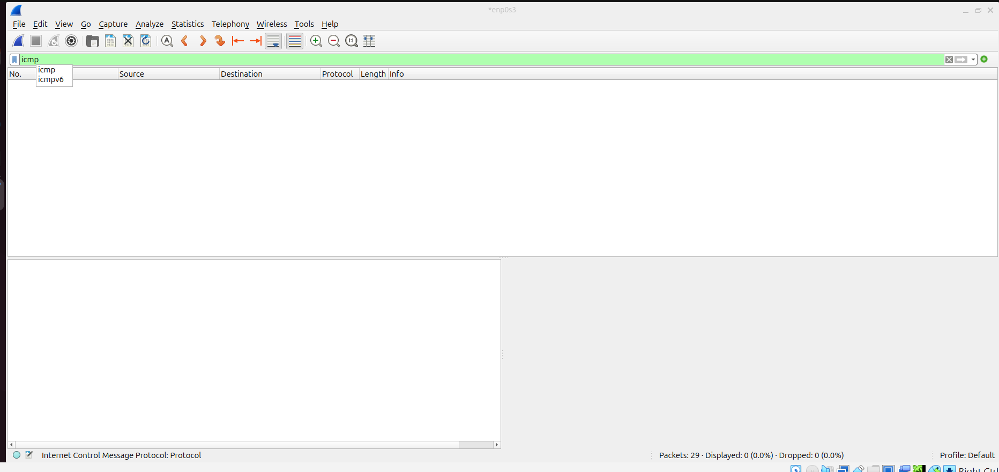 *enp0s3
File Edit View Go Capture Analyze Statistics Telephony Wireless Tools Help
icmp
icmp
icmpv6
No. Source Destination Protocol Length Info
Internet Control Message Protocol: Protocol
Packets: 29 · Displayed: 0 (0.0%) · Dropped: 0 (0.0%)
Profile: Default
Right Ctrl